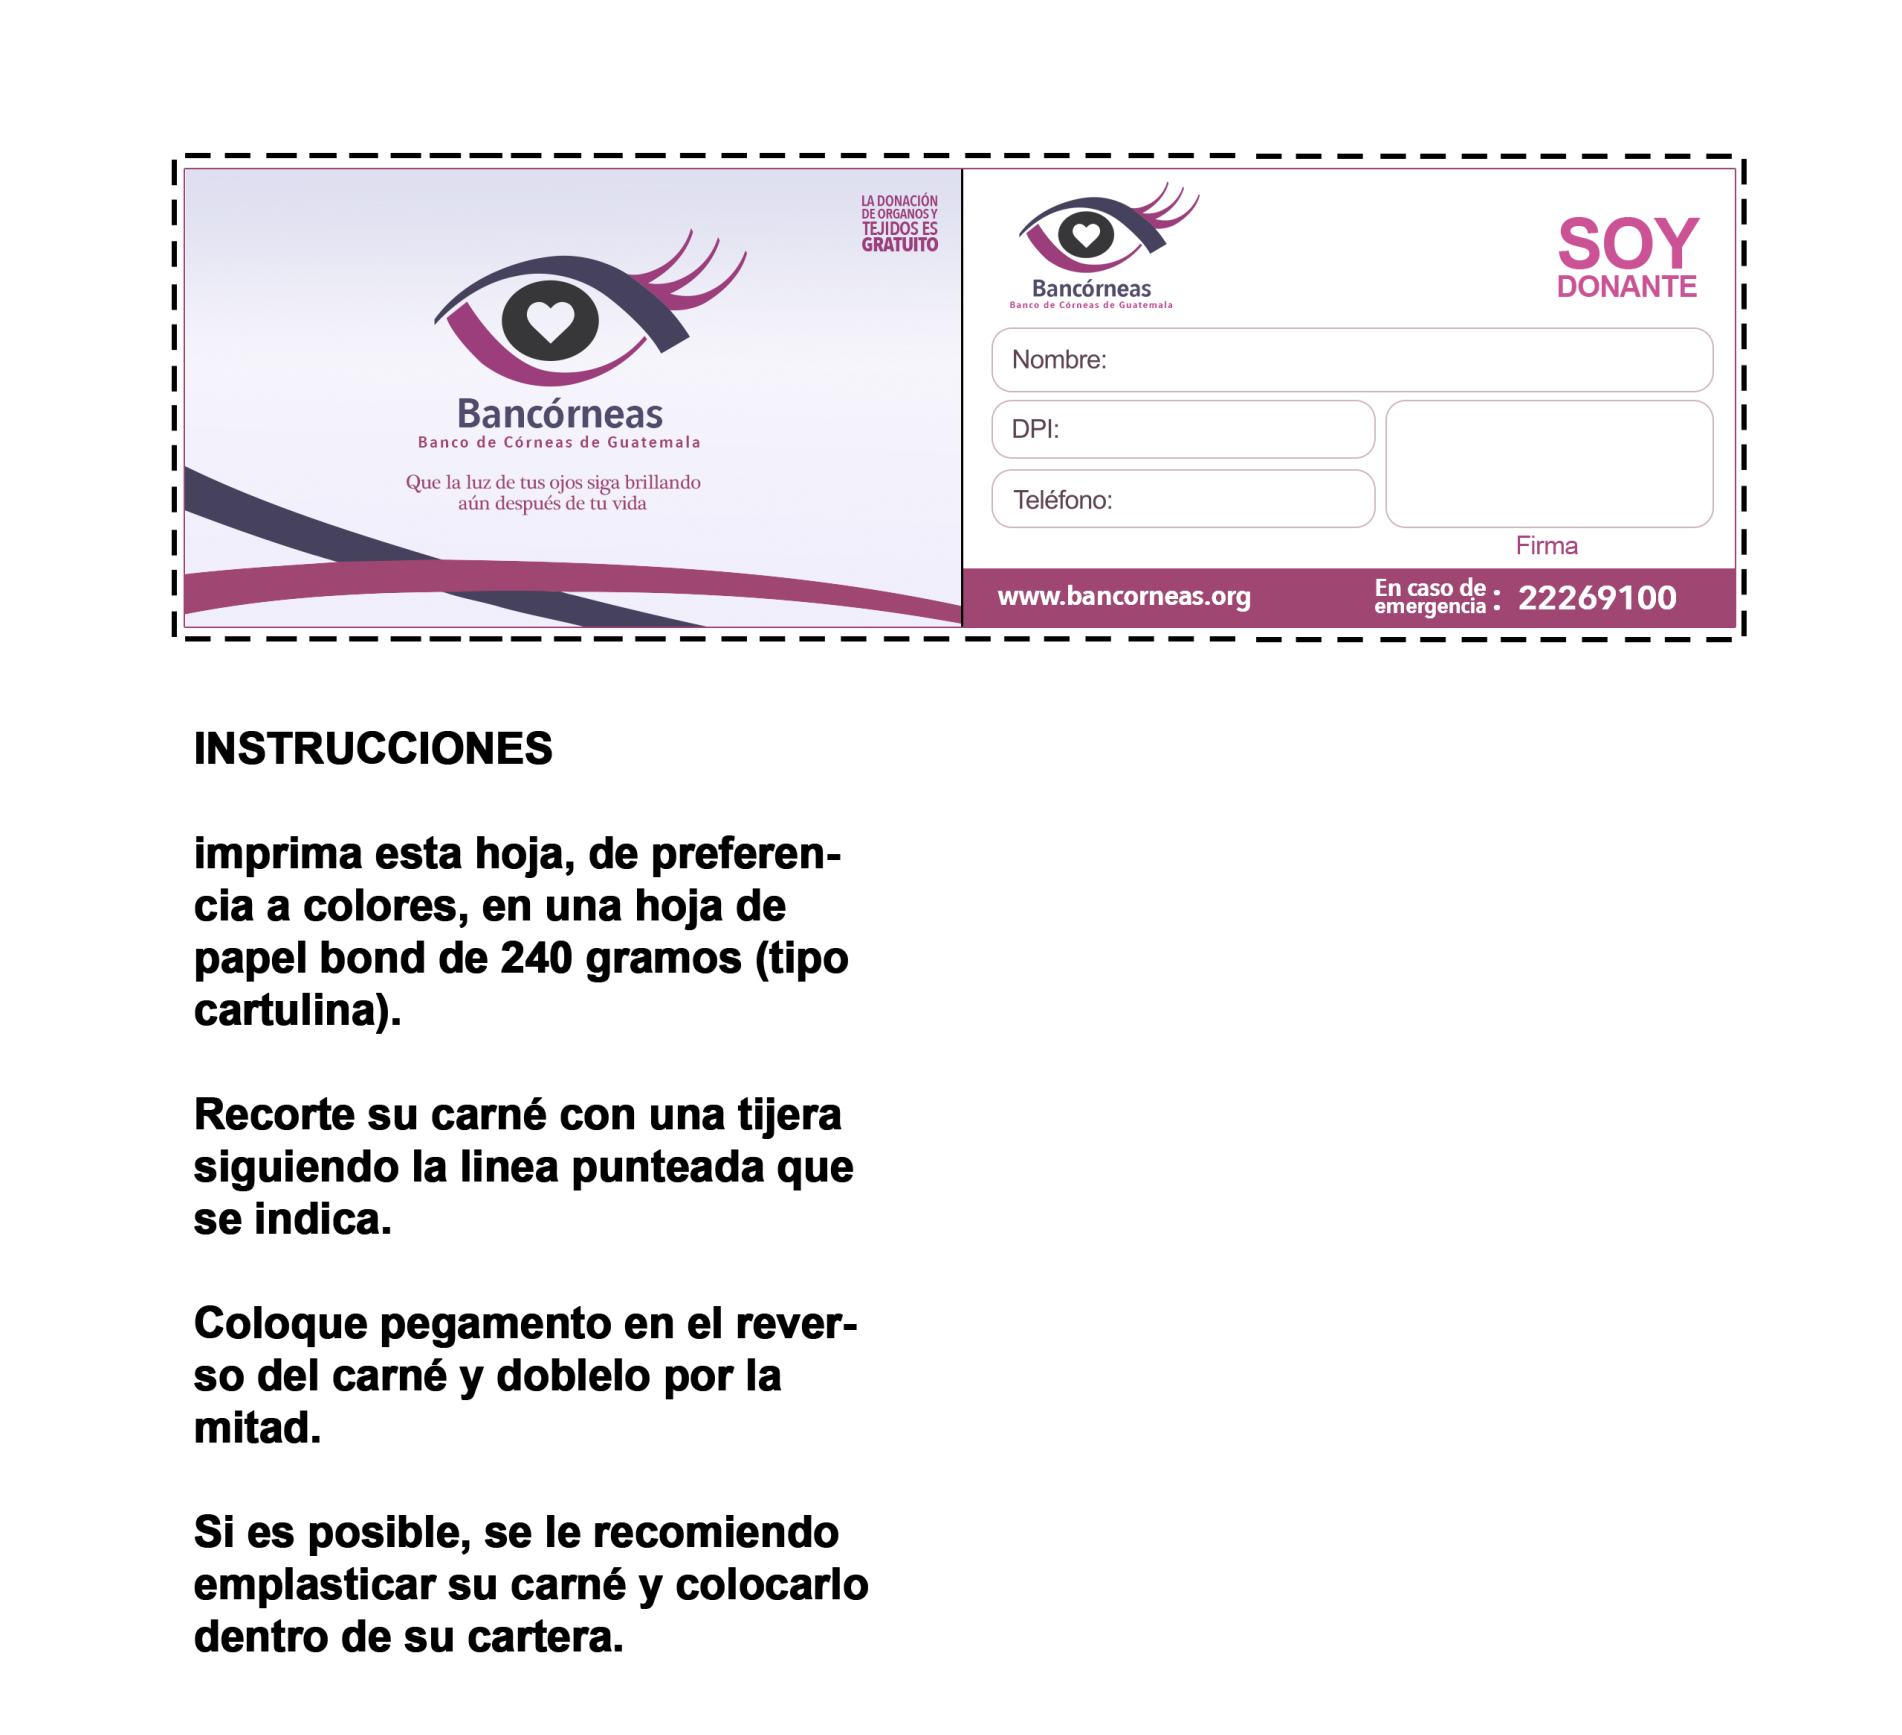 LA DONACIÓN
DE ORGANOS Y
TEJIDOS ES
GRATUITO
Bancórneas
Banco de Córneas de Guatemala
Que la luz de tus ojos siga brillando
aún después de tu vida
Bancórneas
Banco de Córneas de Guatemala
SOY
DONANTE
Nombre:
DPI:
Teléfono:
Firma
www.bancorneas.org
En caso de
emergencia : 22269100
INSTRUCCIONES
imprima esta hoja, de preferen-
cia a colores, en una hoja de
papel bond de 240 gramos (tipo
cartulina).
Recorte su carné con una tijera
siguiendo la linea punteada que
se indica.
Coloque pegamento en el rever-
so del carné y doblelo por la
mitad.
Si es posible, se le recomiendo
emplasticar su carné y colocarlo
dentro de su cartera.